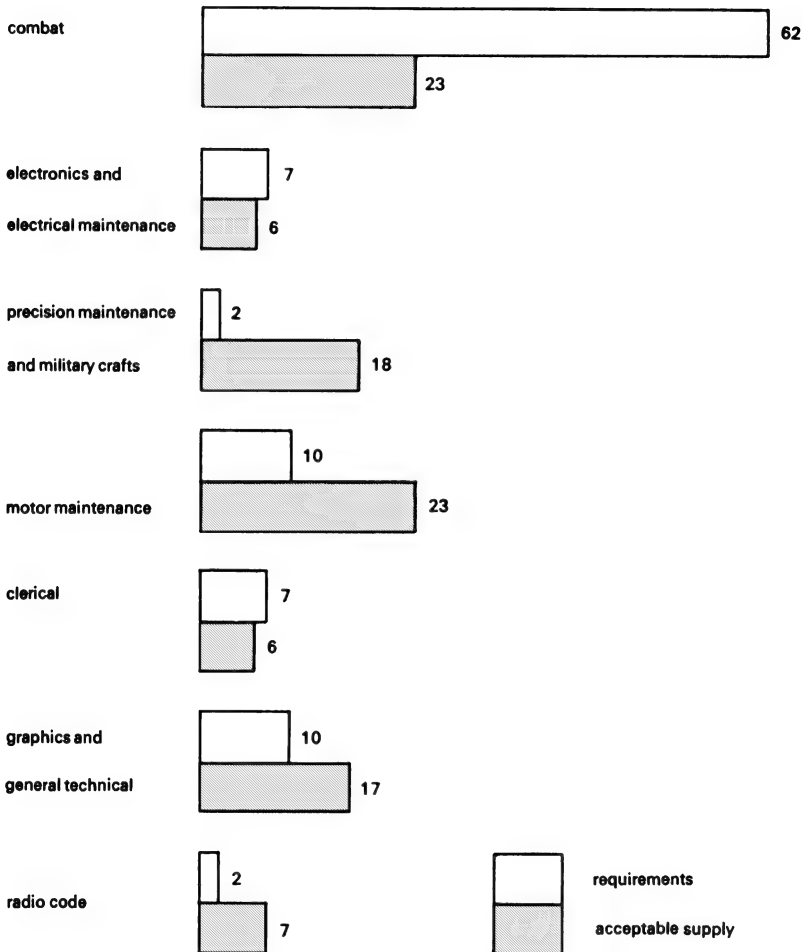 combat
62
23
electronics and
7
electrical maintenance
6
precision maintenance
2
and military crafts
18
10
motor maintenance
23
clerical
7
6
graphics and
10
general technical
17
2
radio code
7
requirements
acceptable supply